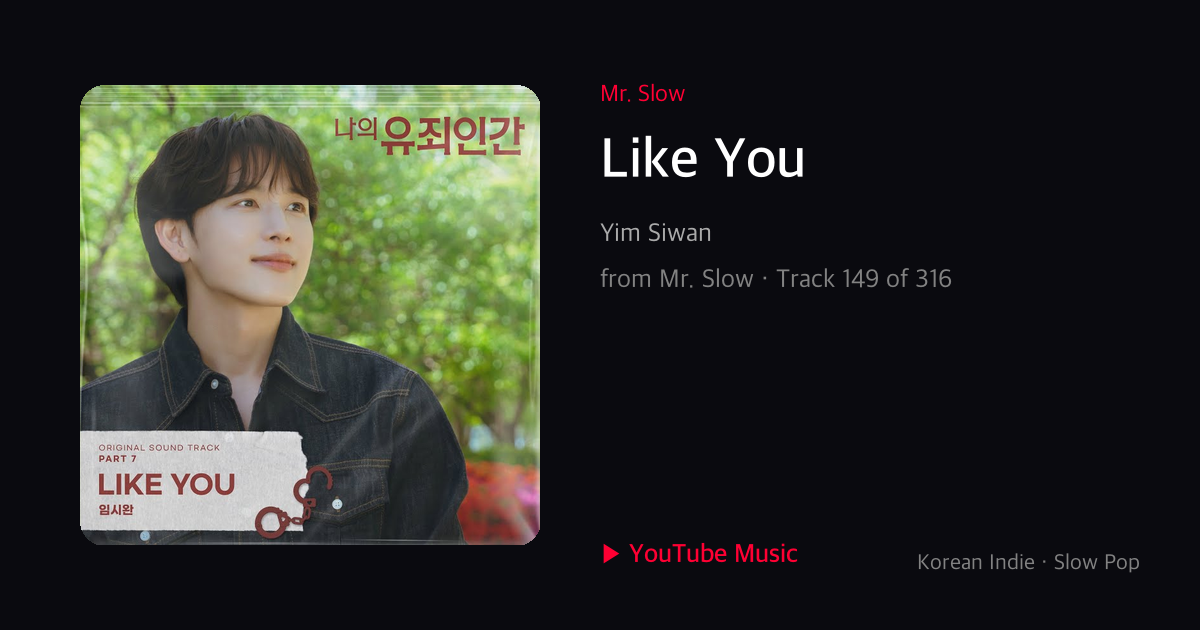 나의 유죄인간
ORIGINAL SOUND TRACK
PART 7
LIKE YOU
임시완
Mr. Slow
Like You
Yim Siwan
from Mr. Slow · Track 149 of 316
YouTube Music
Korean Indie · Slow Pop